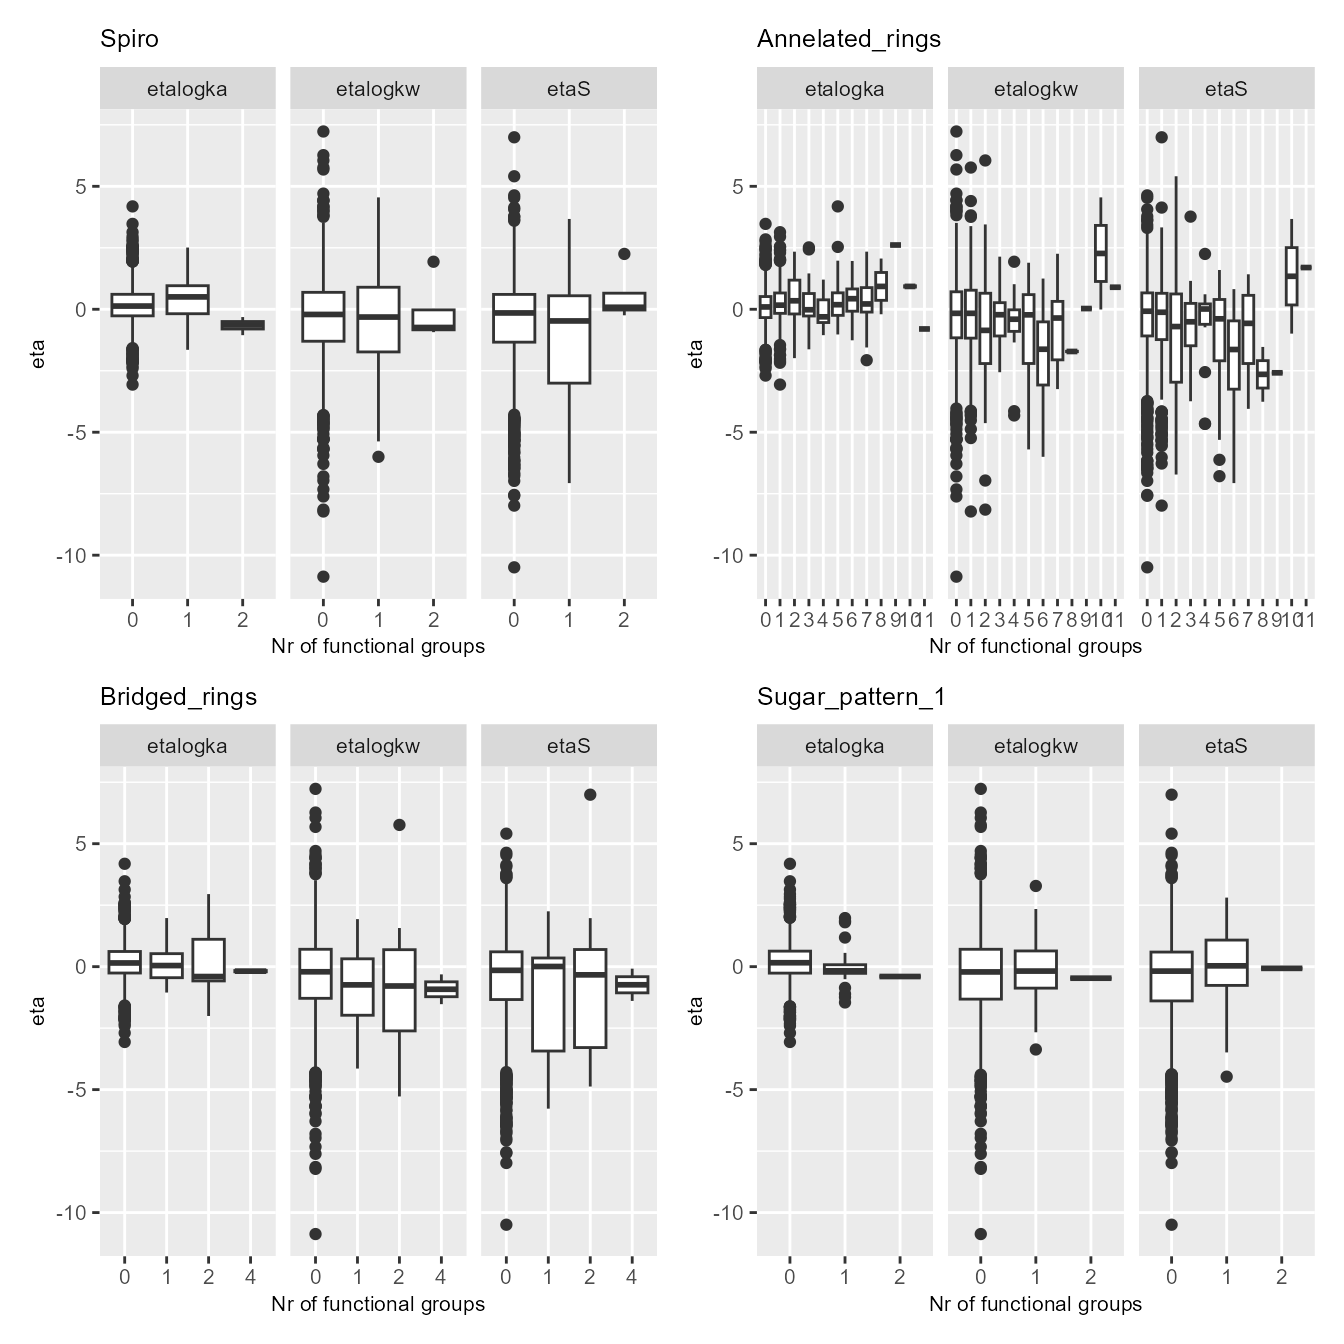 Spiro
etalogka etalogkw etaS
eta
5
0
-5
-10
0 1 2 0 1 2 0 1 2
Nr of functional groups
Annelated_rings
etalogka etalogkw etaS
eta
5
0
-5
-10
0 1 2 3 4 5 6 7 8 9 10 11 0 1 2 3 4 5 6 7 8 9 10 11 0 1 2 3 4 5 6 7 8 9 10 11
Nr of functional groups
Bridged_rings
etalogka etalogkw etaS
eta
5
0
-5
-10
0 1 2 4 0 1 2 4 0 1 2 4
Nr of functional groups
Sugar_pattern_1
etalogka etalogkw etaS
eta
5
0
-5
-10
0 1 2 0 1 2 0 1 2
Nr of functional groups